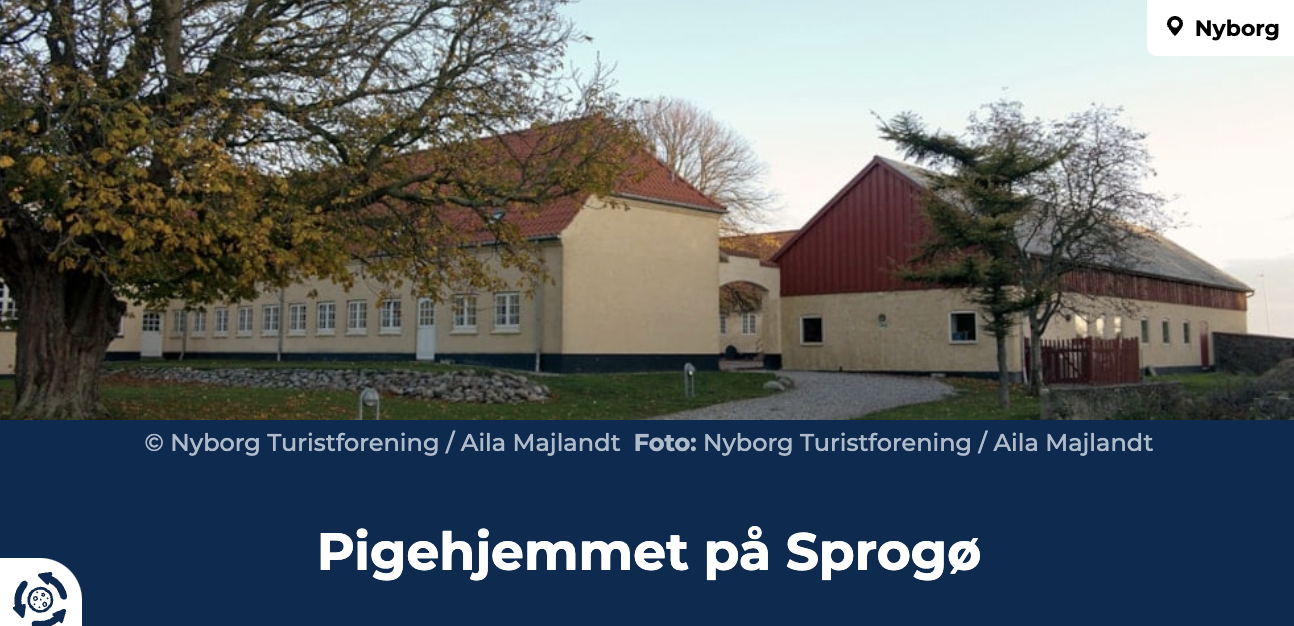 Nyborg
© Nyborg Turistforening / Aila Majlandt Foto: Nyborg Turistforening / Aila Majlandt
Pigehjemmet på Sprogø